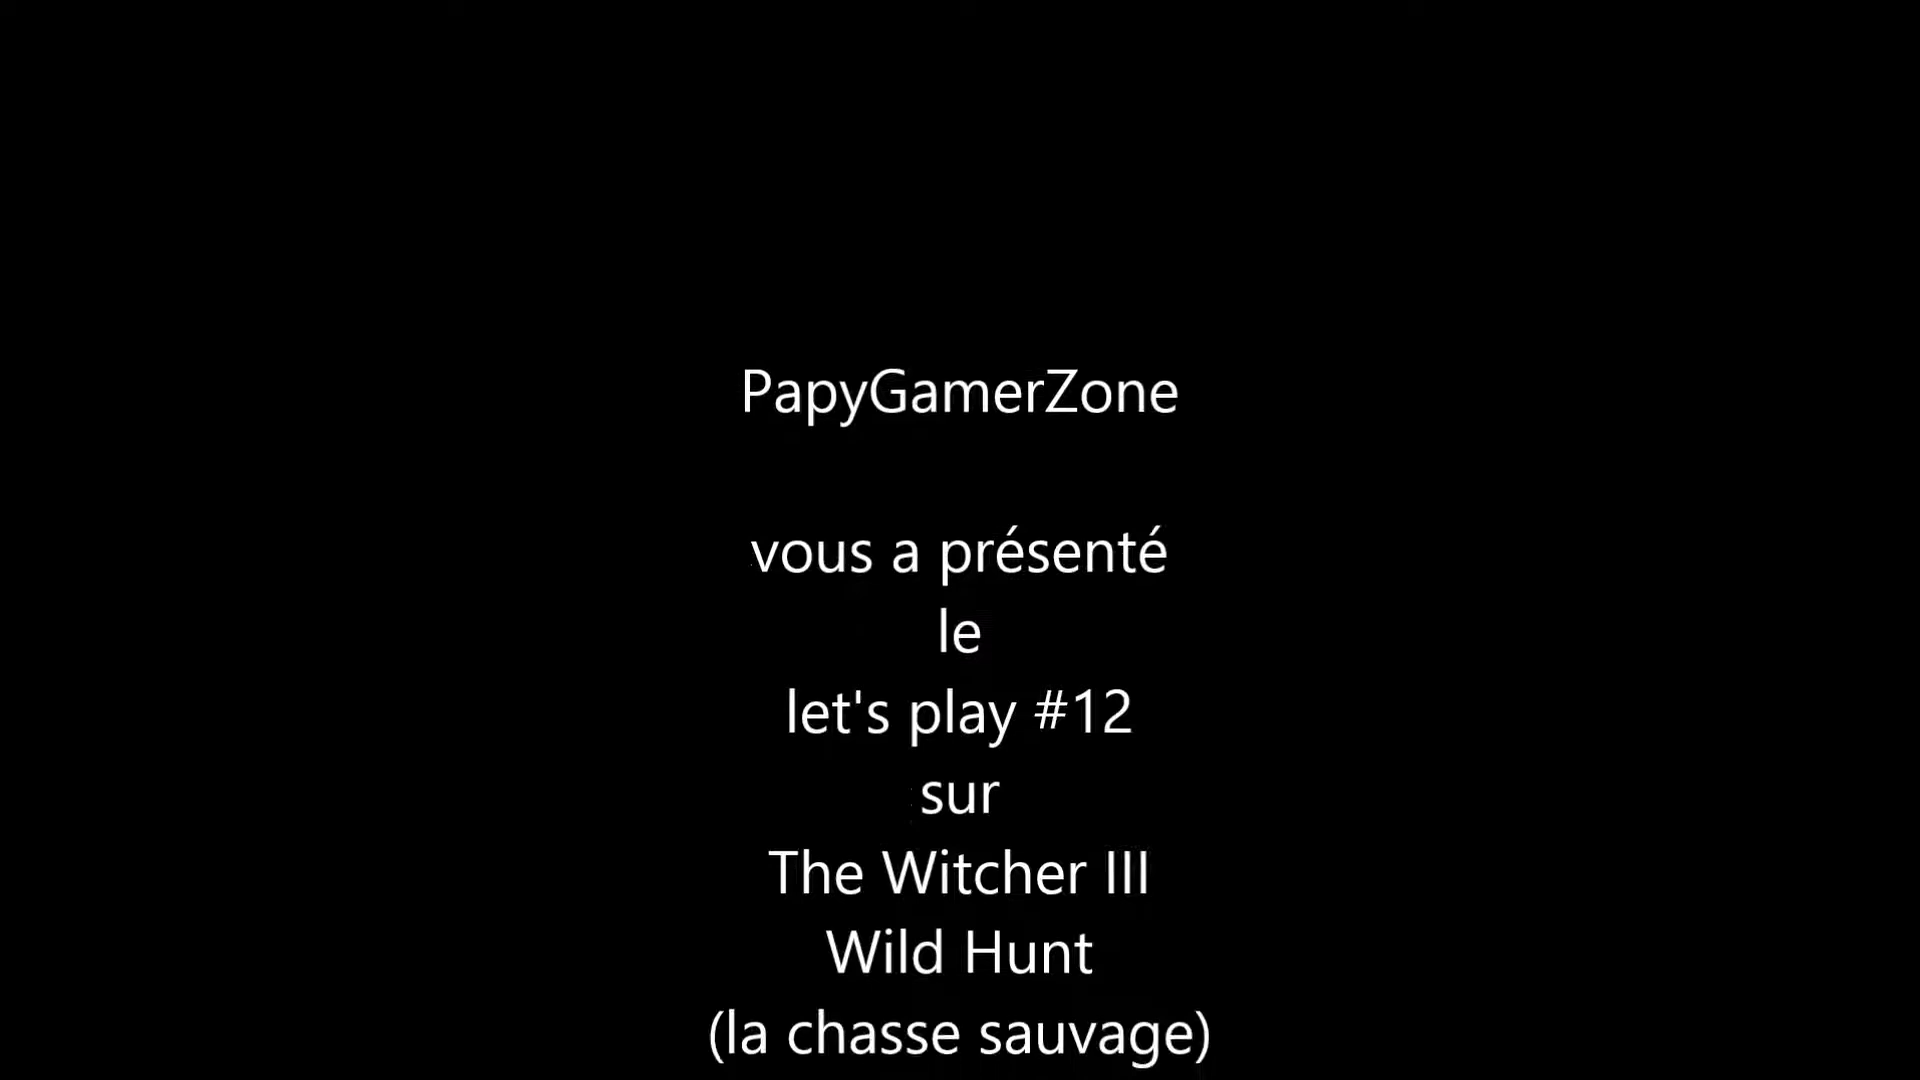 PapyGamerZone
vous a présenté
le
let's play #12
sur
The Witcher III
Wild Hunt
(la chasse sauvage)